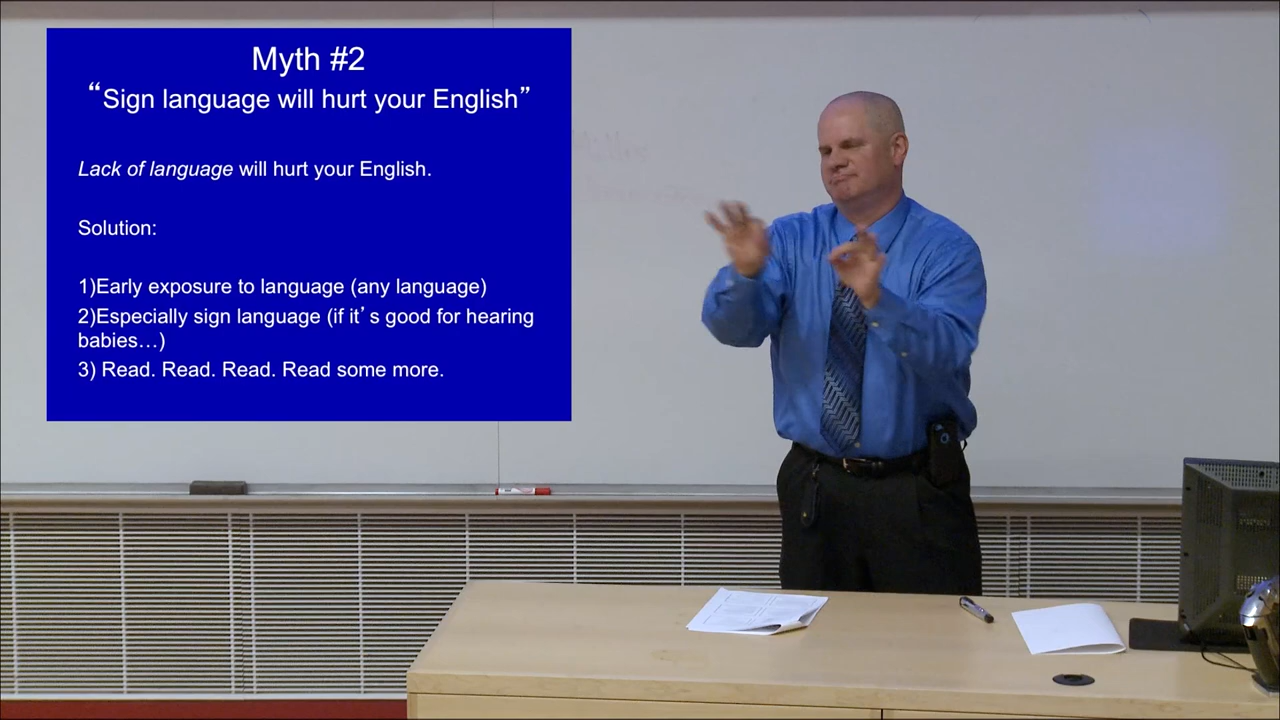 Myth #2
“Sign language will hurt your English”
Lack of language will hurt your English.
Solution:
1)Early exposure to language (any language)
2)Especially sign language (if it’s good for hearing
babies…)
3) Read. Read. Read. Read some more.